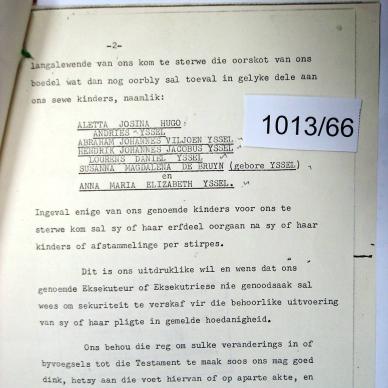 -2-
langslewende van ons kom te sterwe die oorskot van ons
boedel wat dan nog oorbly sal toeval in gelyke dele aan
ons sewe kinders, naamlik:
ALETTA JOSINA HUGO
ANDRIES YSSEL
ABRAHAM JOHANNES VILJOEN YSSEL
HENDRIK JOHANNES JACOBUS YSSEL
LOURENS DANIEL YSSEL
SUSANNA MAGDALENA DE BRUYN (gebore YSSEL)
en
ANNA MARIA ELIZABETH YSSEL.
1013/66
Ingeval enige van ons genoemde kinders voor ons te
sterwe kom sal sy of haar erfdeel oorgaan na sy of haar
kinders of afstammelinge per stirpes.
Dit is ons uitdruklike wil en wens dat ons
genoemde Eksekuteur of Eksekutriese nie genoodsaak sal
wees om sekuriteit te verskaf vir die behoorlike uitvoering
van sy of haar pligte in gemelde hoedanigheid.
Ons behou die reg om sulke veranderings in of
byvoegsels tot die Testament te maak soos ons mag goed
dink, hetsy aan die voet hiervan of op aparte akte, en